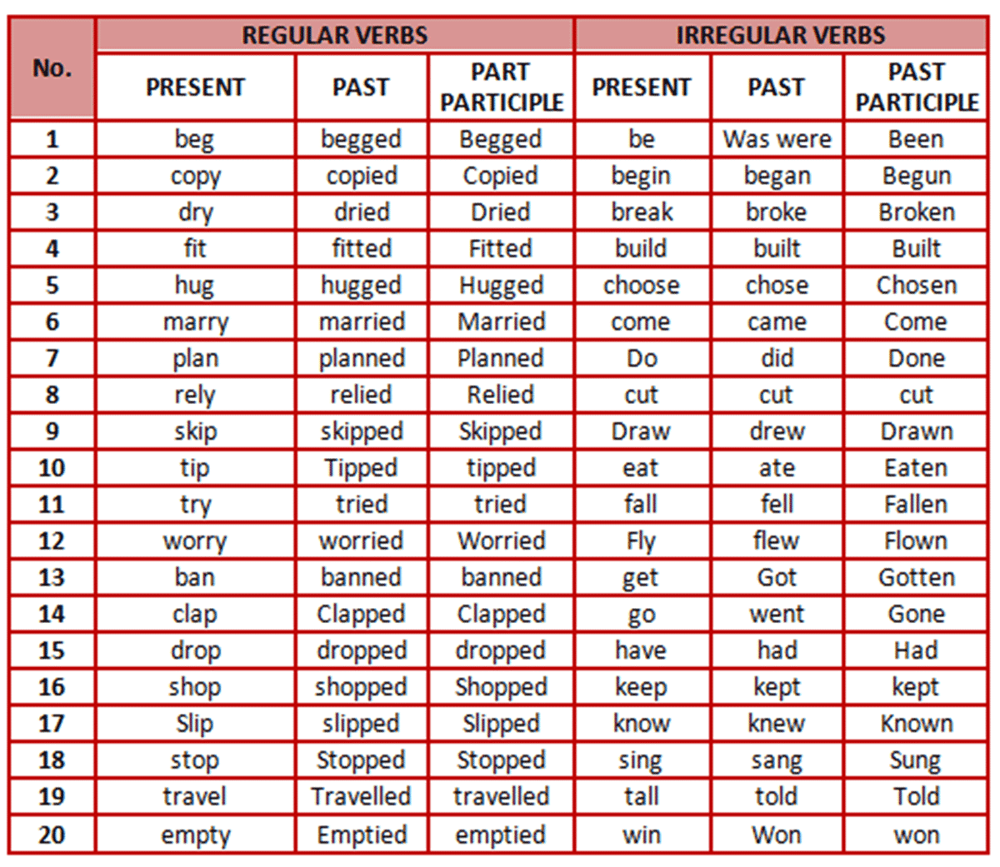 No. REGULAR VERBS IRREGULAR VERBS
PRESENT PAST PART PARTICIPLE PRESENT PAST PAST PARTICIPLE
1 beg begged Begged be Was were Been
2 copy copied Copied begin began Begun
3 dry dried Dried break broke Broken
4 fit fitted Fitted build built Built
5 hug hugged Hugged choose chose Chosen
6 marry married Married come came Come
7 plan planned Planned Do did Done
8 rely relied Relied cut cut cut
9 skip skipped Skipped Draw drew Drawn
10 tip Tipped tipped eat ate Eaten
11 try tried tried fall fell Fallen
12 worry worried Worried Fly flew Flown
13 ban banned banned get Got Gotten
14 clap Clapped Clapped go went Gone
15 drop dropped dropped have had Had
16 shop shopped Shopped keep kept kept
17 Slip slipped Slipped know knew Known
18 stop Stopped Stopped sing sang Sung
19 travel Travelled travelled tall told Told
20 empty Emptied emptied win Won won